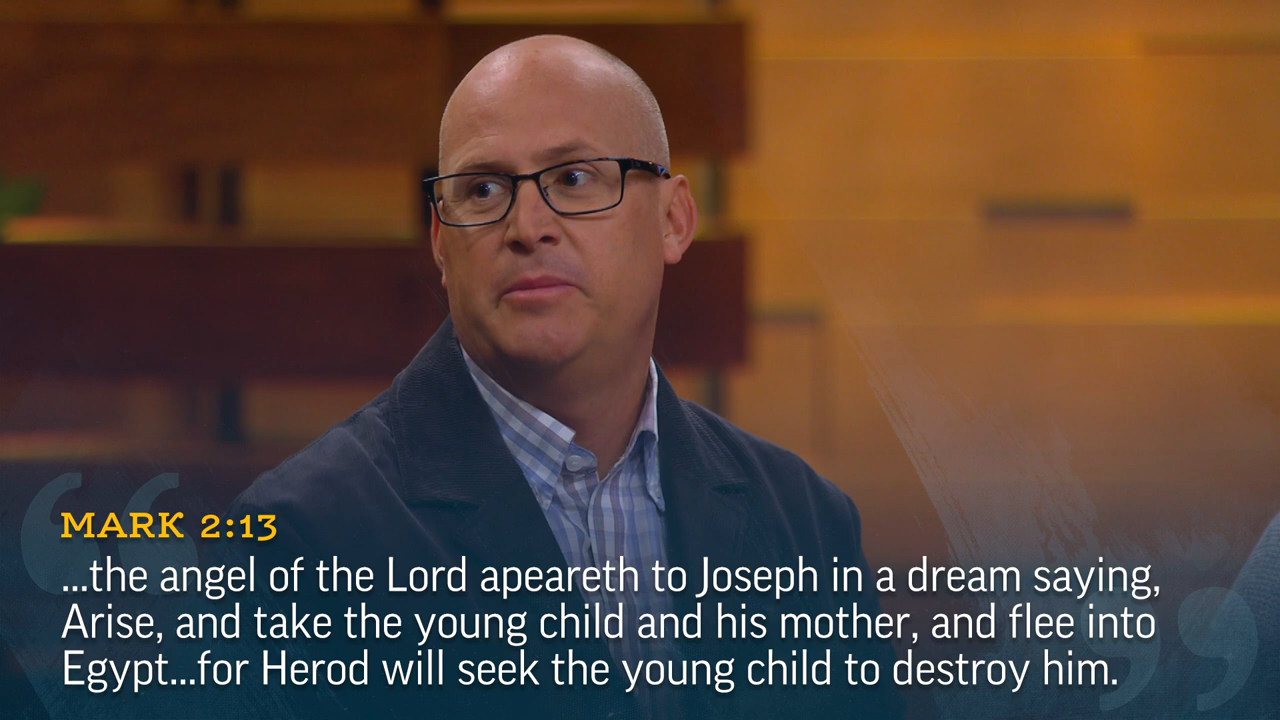 MARK 2:13
...the angel of the Lord apeareth to Joseph in a dream saying,
Arise, and take the young child and his mother, and flee into
Egypt...for Herod will seek the young child to destroy him.